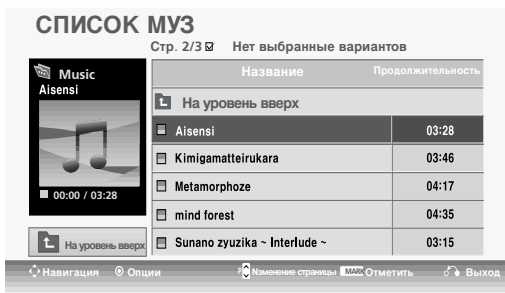 СПИСОК МУЗ
Стр. 2/3 Нет выбранные вариантов
Music
Aisensi
00:00 / 03:28
На уровень вверх
Название Продолжительность
На уровень вверх
Aisensi 03:28
Kimigamatteirukara 03:46
Metamorphoze 04:17
mind forest 04:35
Sunano zyuzika ~ Interlude ~ 03:15
Навигация Опции Nзменение страницы MARK Отметить Выход